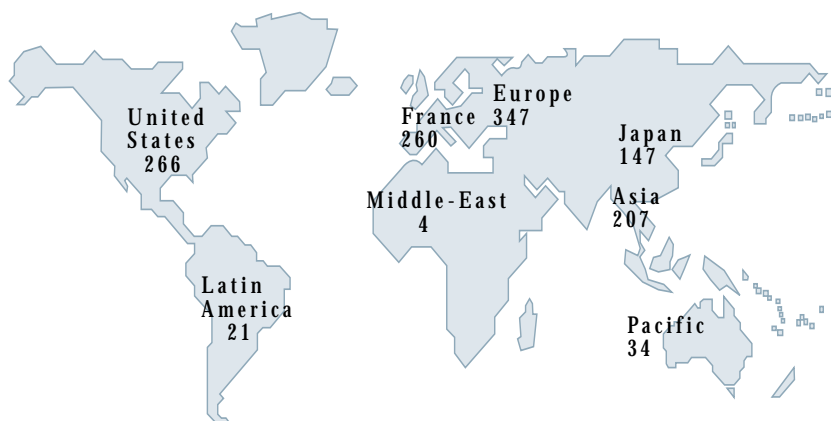 United
States
266
France
260
Europe
347
Japan
147
Middle-East
4
Asia
207
Latin
America
21
Pacific
34